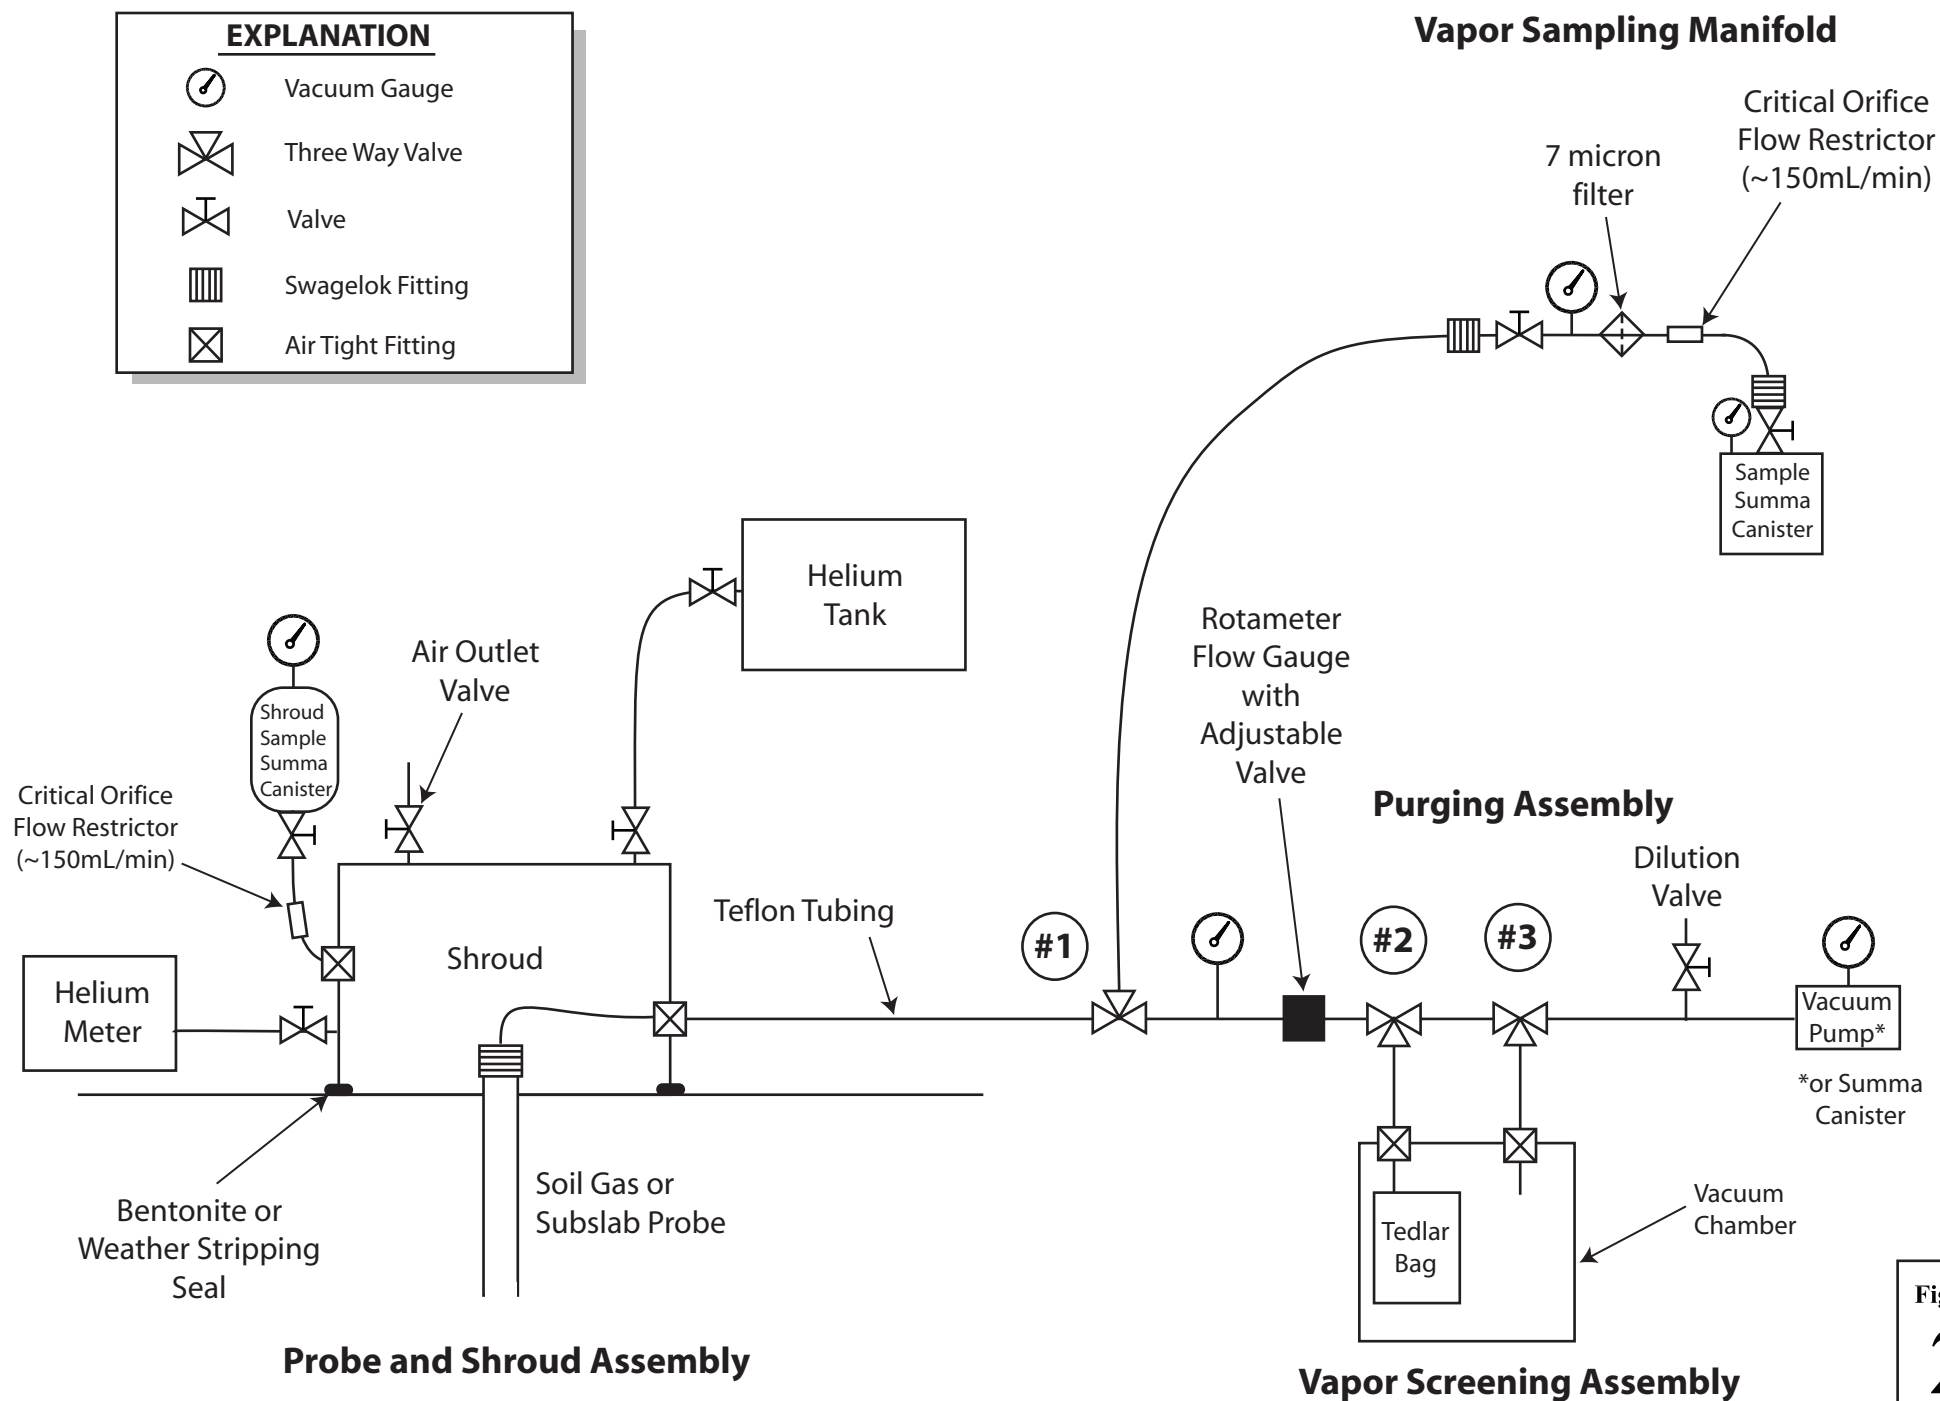 EXPLANATION
Vacuum Gauge
Three Way Valve
Valve
Swagelok Fitting
Air Tight Fitting
Vapor Sampling Manifold
Critical Orifice
Flow Restrictor
(~150mL/min)
7 micron
filter
Sample
Summa
Canister
Helium
Tank
Air Outlet
Valve
Shroud
Sample
Summa
Canister
Critical Orifice
Flow Restrictor
(~150mL/min)
Helium
Meter
Shroud
Teflon Tubing
Bentonite or
Weather Stripping
Seal
Soil Gas or
Subslab Probe
Probe and Shroud Assembly
Rotameter
Flow Gauge
with
Adjustable
Valve
Purging Assembly
#1
#2
#3
Dilution
Valve
Vacuum
Pump*
*or Summa
Canister
Tedlar
Bag
Vacuum
Chamber
Vapor Screening Assembly